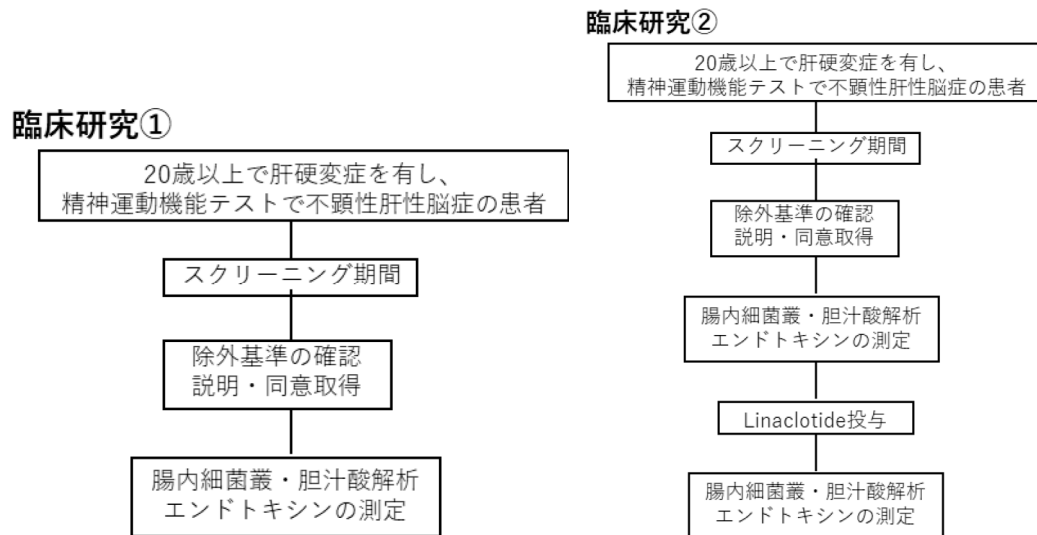 臨床研究①
20歳以上で肝硬変症を有し、
精神運動機能テストで不顕性肝性脳症の患者
スクリーニング期間
除外基準の確認
説明・同意取得
腸内細菌叢・胆汁酸解析
エンドトキシンの測定
臨床研究②
20歳以上で肝硬変症を有し、
精神運動機能テストで不顕性肝性脳症の患者
スクリーニング期間
除外基準の確認
説明・同意取得
腸内細菌叢・胆汁酸解析
エンドトキシンの測定
Linaclotide投与
腸内細菌叢・胆汁酸解析
エンドトキシンの測定